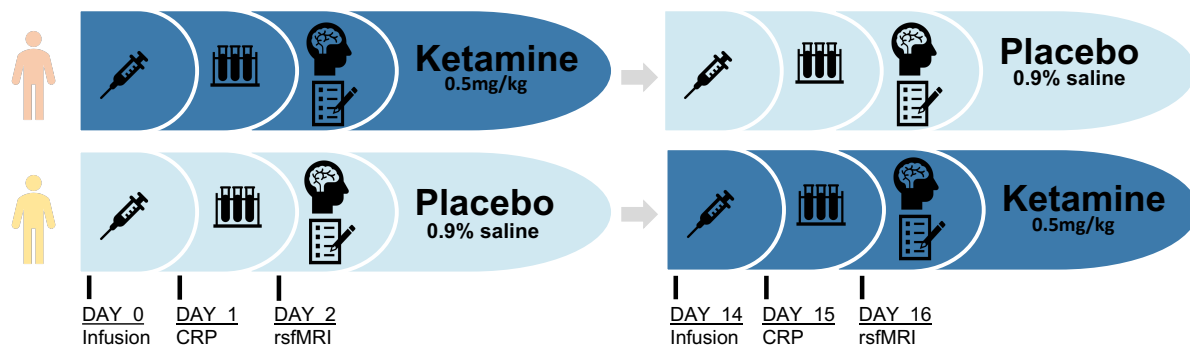 Ketamine
0.5mg/kg
Placebo
0.9% saline
Placebo
0.9% saline
Ketamine
0.5mg/kg
DAY 0
Infusion
DAY 1
CRP
DAY 2
rsfMRI
DAY 14
Infusion
DAY 15
CRP
DAY 16
rsfMRI